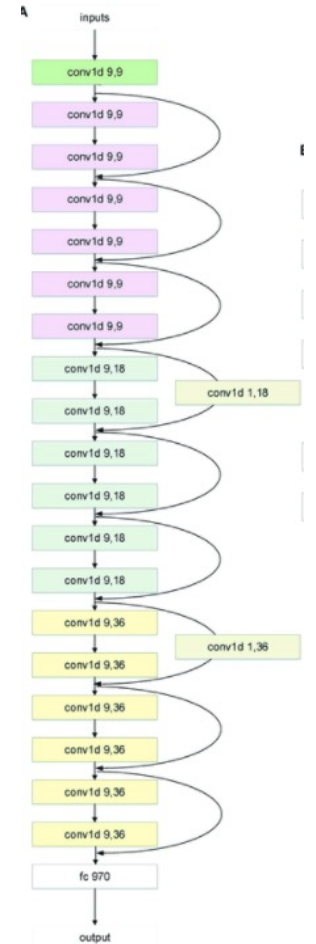 A
inputs
conv1d 9,9
conv1d 9,9
conv1d 9,9
conv1d 9,9
conv1d 9,9
conv1d 9,9
conv1d 9,9
conv1d 9,18
conv1d 1,18
conv1d 9,18
conv1d 9,18
conv1d 9,18
conv1d 9,18
conv1d 9,18
conv1d 9,36
conv1d 1,36
conv1d 9,36
conv1d 9,36
conv1d 9,36
conv1d 9,36
conv1d 9,36
fc 970
output